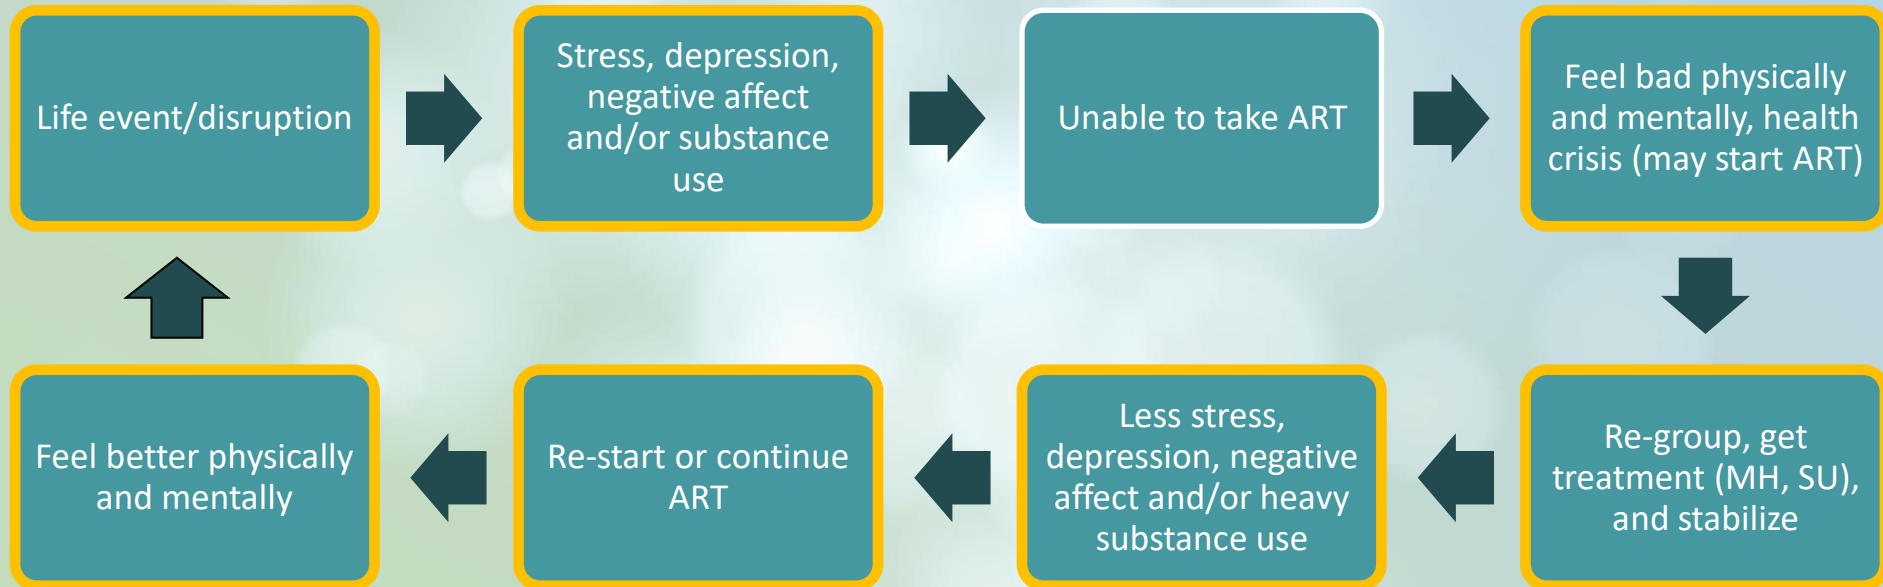 Life event/disruption
Stress, depression,
negative affect
and/or substance
use
Unable to take ART
Feel bad physically
and mentally, health
crisis (may start ART)
Re-group, get
treatment (MH, SU),
and stabilize
Less stress,
depression, negative
affect and/or heavy
substance use
Re-start or continue
ART
Feel better physically
and mentally